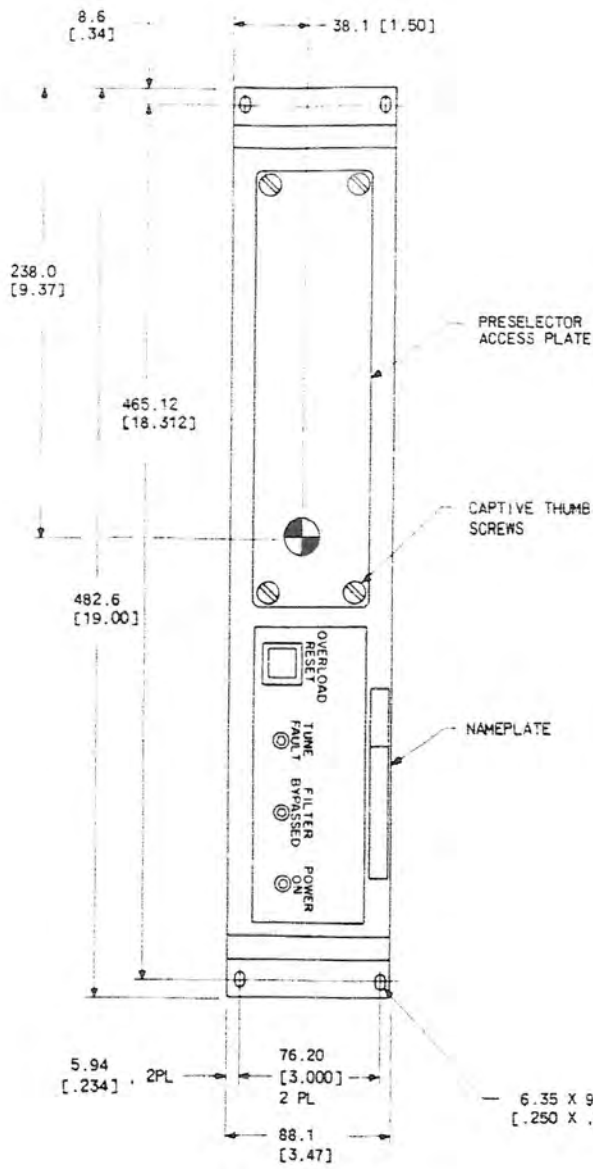 8.6
[.34]
38.1 [1.50]
238.0
[9.37]
PRESELECTOR
ACCESS PLATE
465.12
[18.312]
CAPTIVE THUMB
SCREWS
482.6
[19.00]
OVERLOAD
RESET
TUNE
FAULT
NAMEPLATE
FILTER
BYPASSED
POWER
ON
5.94
[.234], 2PL
76.20
[3.000]
2 PL
6.35 X 9
[.250 X .
88.1
[3.47]